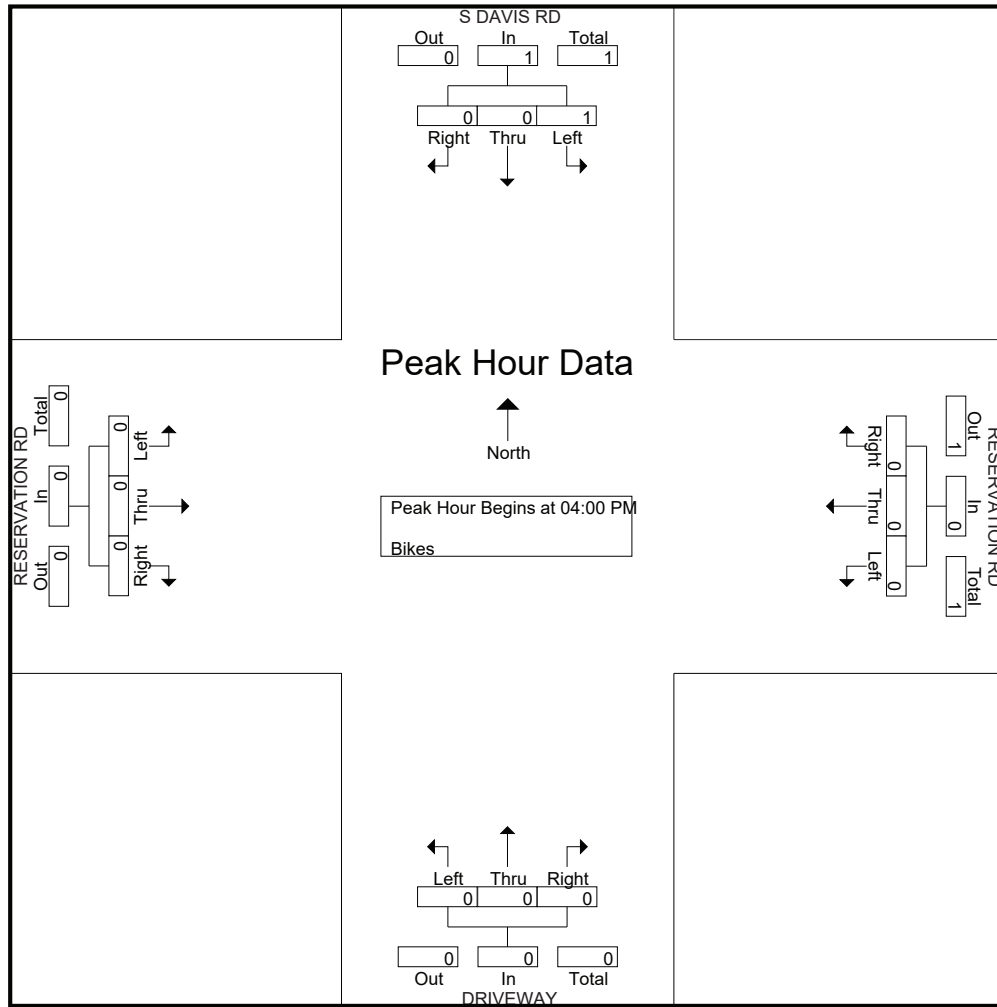 S DAVIS RD
Out In Total
0 1 1
0 0 1
Right Thru Left
Peak Hour Data
North
Peak Hour Begins at 04:00 PM
Bikes
RESERVATION RD
Out In Total
0 0 0
0 0 0
Left Thru Right
RESERVATION RD
Out In Total
1 0 1
0 0 0
Right Thru Left
Left Thru Right
0 0 0
0 0 0
Out In Total
DRIVEWAY